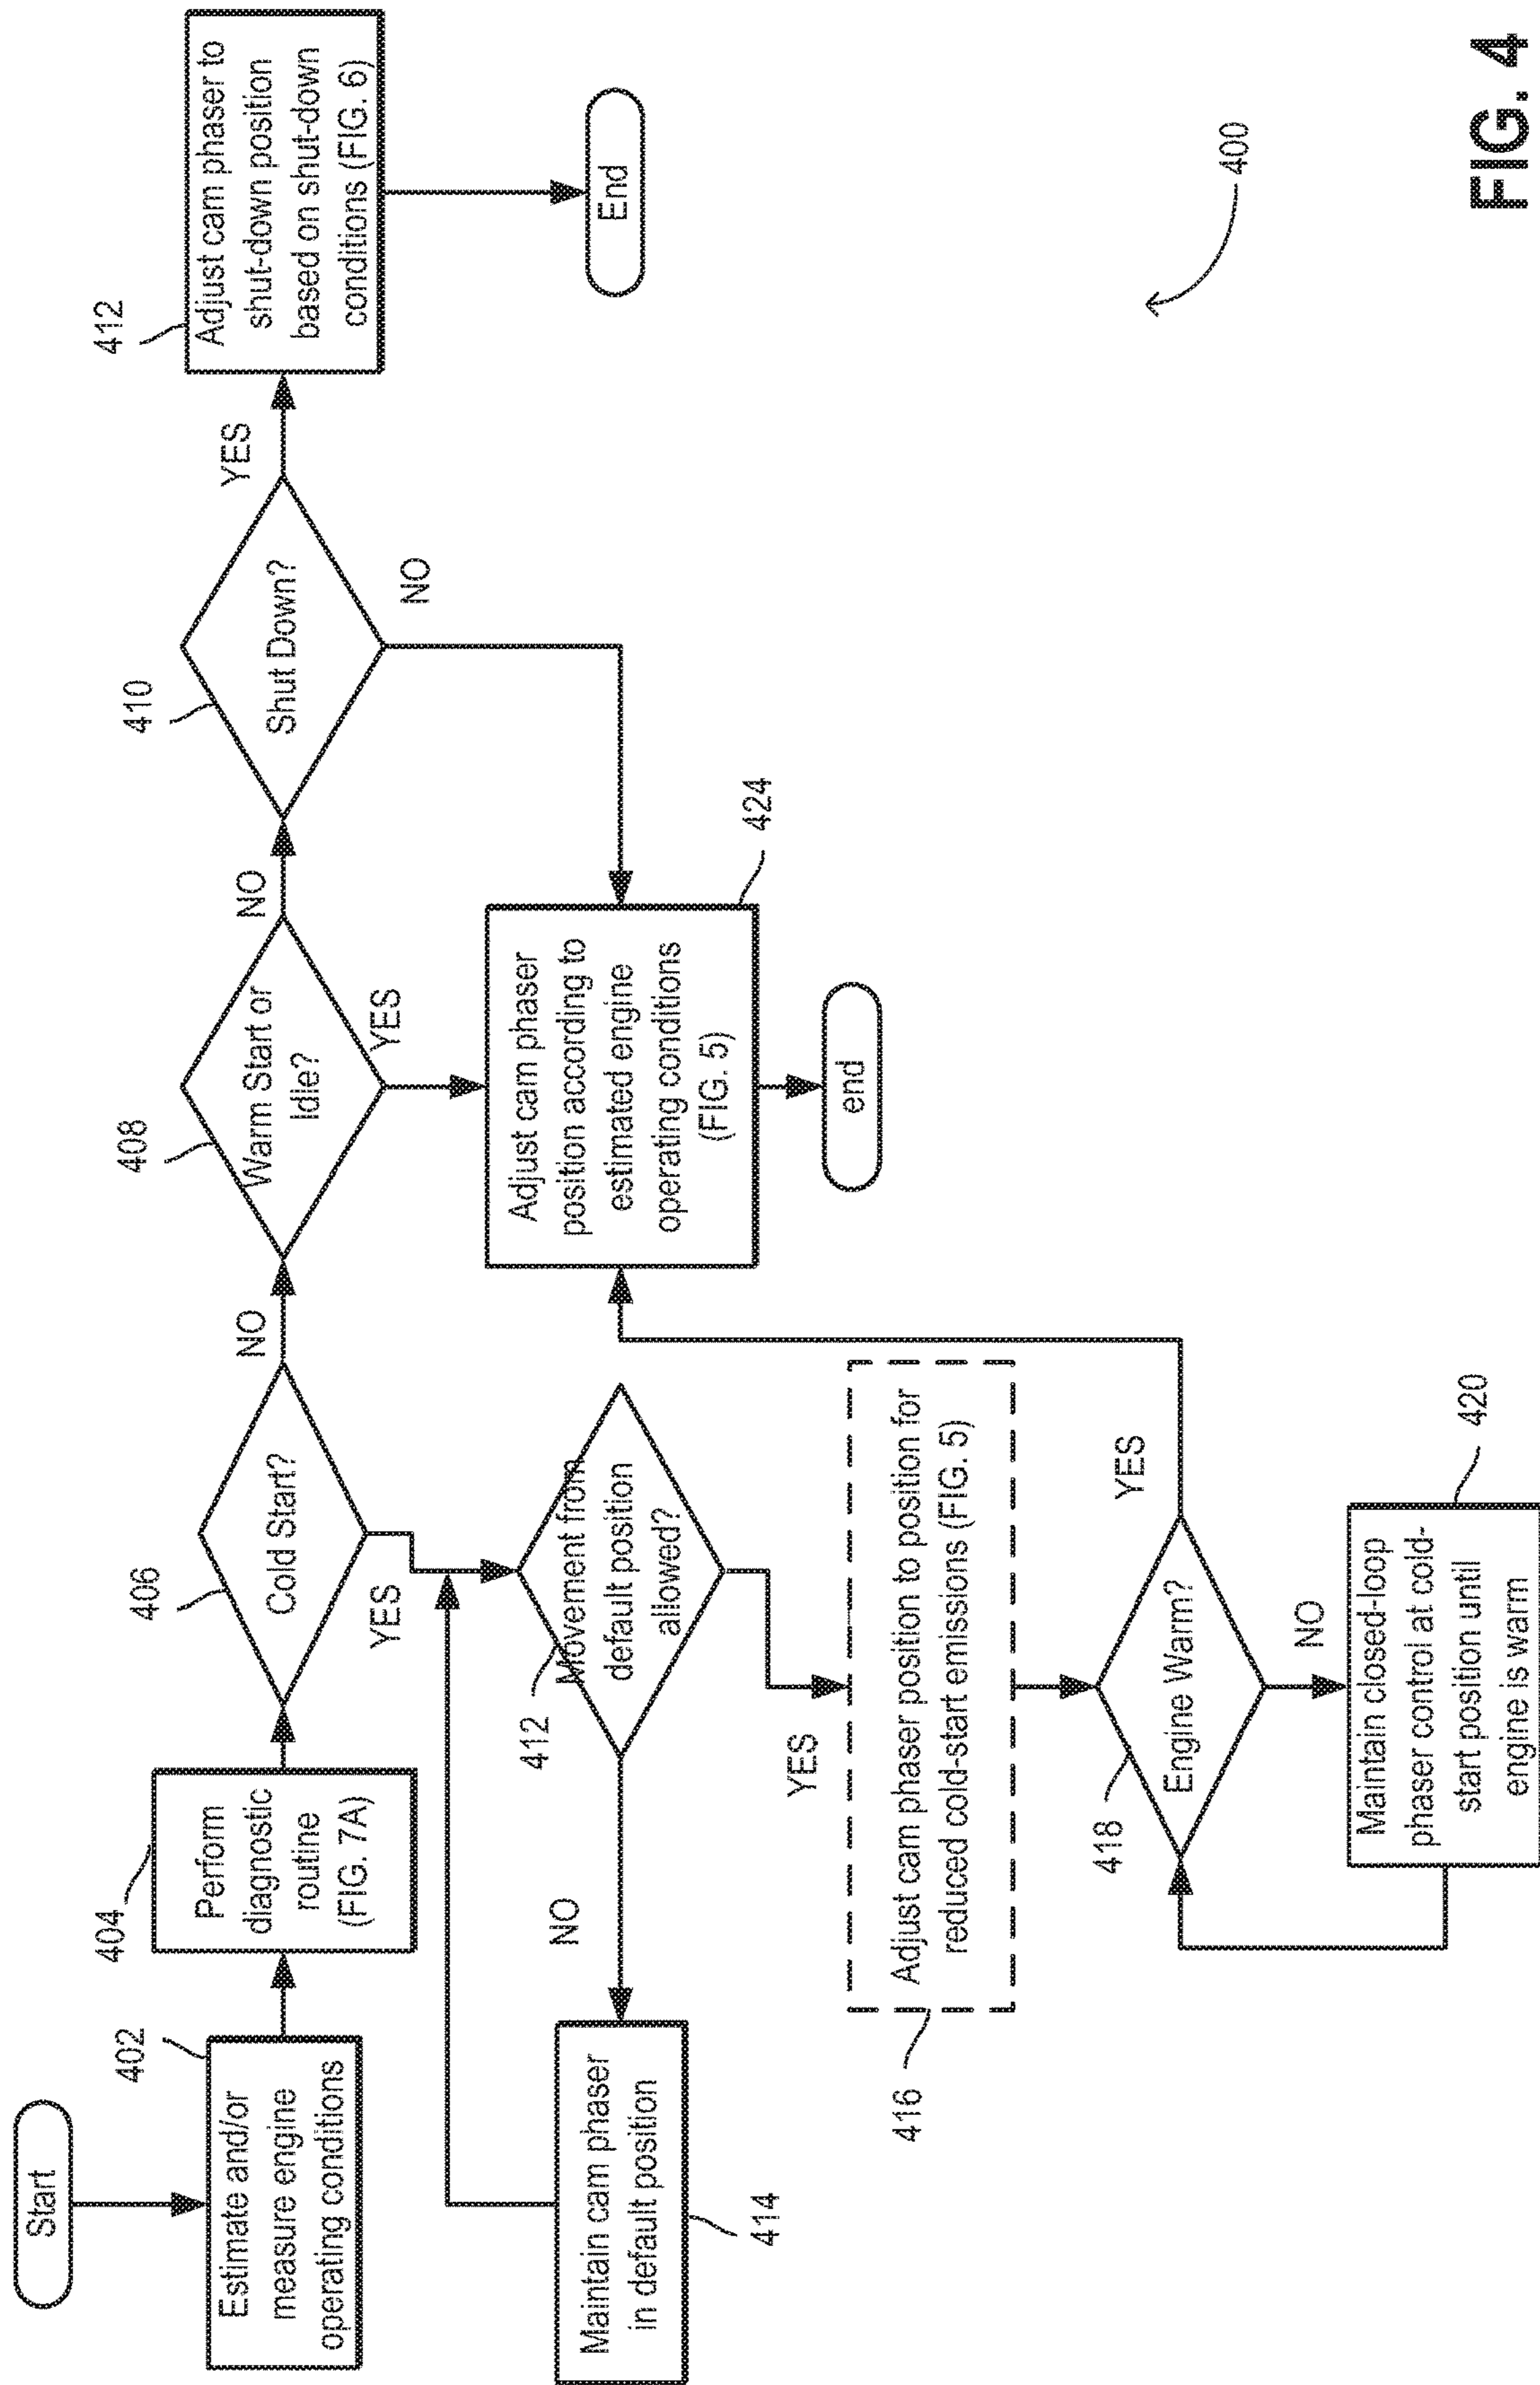 Start
402
Estimate and/or
measure engine
operating conditions
404
Perform
diagnostic
routine
(FIG. 7A)
406
Cold Start?
NO
YES
408
Warm Start or
Idle?
NO
YES
410
Shut Down?
YES
NO
412
Adjust cam phaser to
shut-down position
based on shut-down
conditions (FIG. 6)
End
412
Movement from
default position
allowed?
NO
YES
Maintain cam phaser
in default position
414
Adjust cam phaser
position according to
estimated engine
operating conditions
(FIG. 5)
424
end
416
Adjust cam phaser position to position for
reduced cold-start emissions (FIG. 5)
418
Engine Warm?
YES
NO
Maintain closed-loop
phaser control at cold-
start position until
engine is warm
420
400
FIG. 4